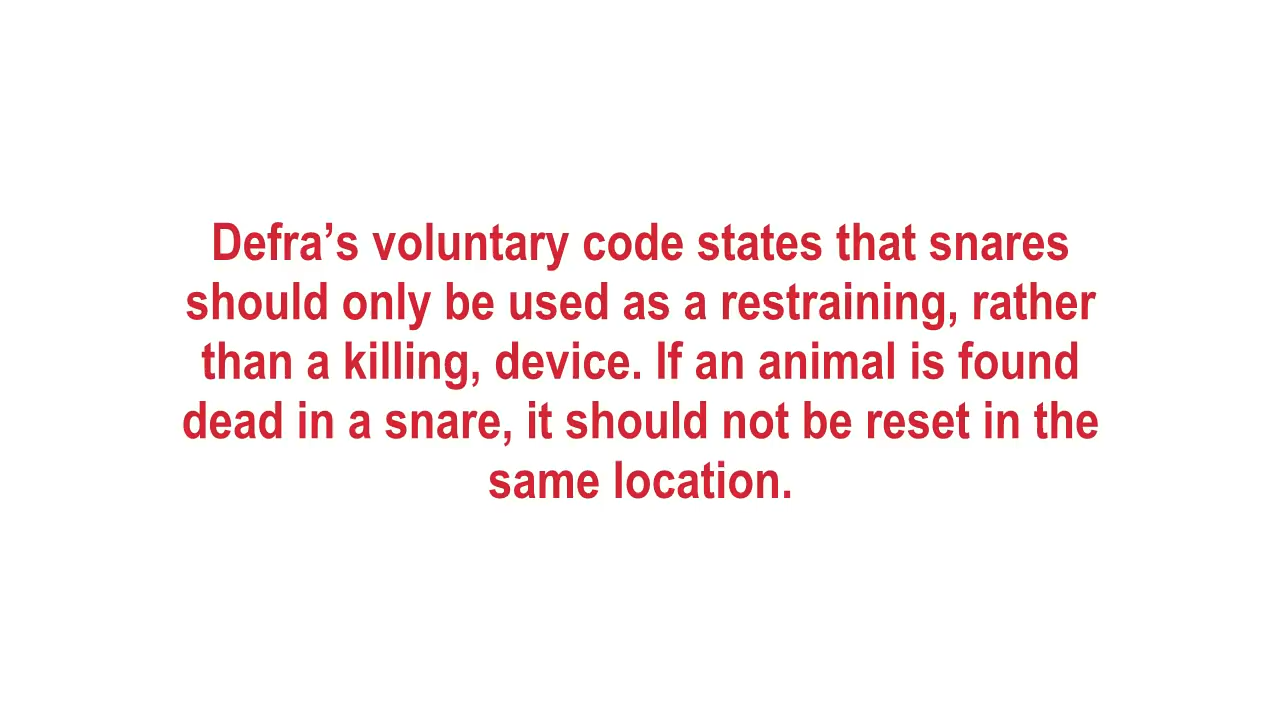 Defra’s voluntary code states that snares
should only be used as a restraining, rather
than a killing, device. If an animal is found
dead in a snare, it should not be reset in the
same location.